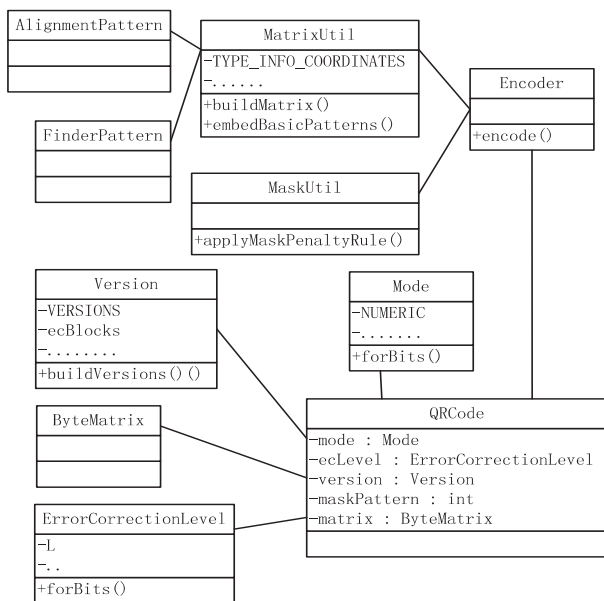 AlignmentPattern
MatrixUtil
-TYPE_INFO_COORDINATES
-......
+buildMatrix()
+embedBasicPatterns()
Encoder
+encode()
FinderPattern
MaskUtil
+applyMaskPenaltyRule()
Version
-VERSIONS
-ecBlocks
-........
+buildVersions()()
Mode
-NUMERIC
-.......
+forBits()
ByteMatrix
QRCode
-mode : Mode
-ecLevel : ErrorCorrectionLevel
-version : Version
-maskPattern : int
-matrix : ByteMatrix
ErrorCorrectionLevel
-L
-..
+forBits()